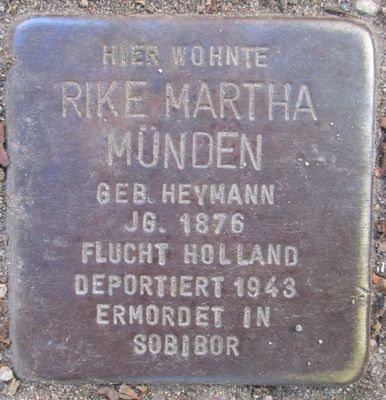 HIER WOHNTE
RIKE MARTHA
MÜNDEN
GEB. HEYMANN
JG. 1876
FLUCHT HOLLAND
DEPORTIERT 1943
ERMORDET IN
SOBIBOR